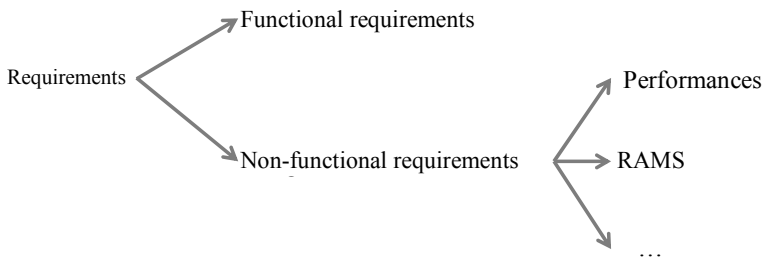 Functional requirements
Requirements
Performances
Non-functional requirements
RAMS
…